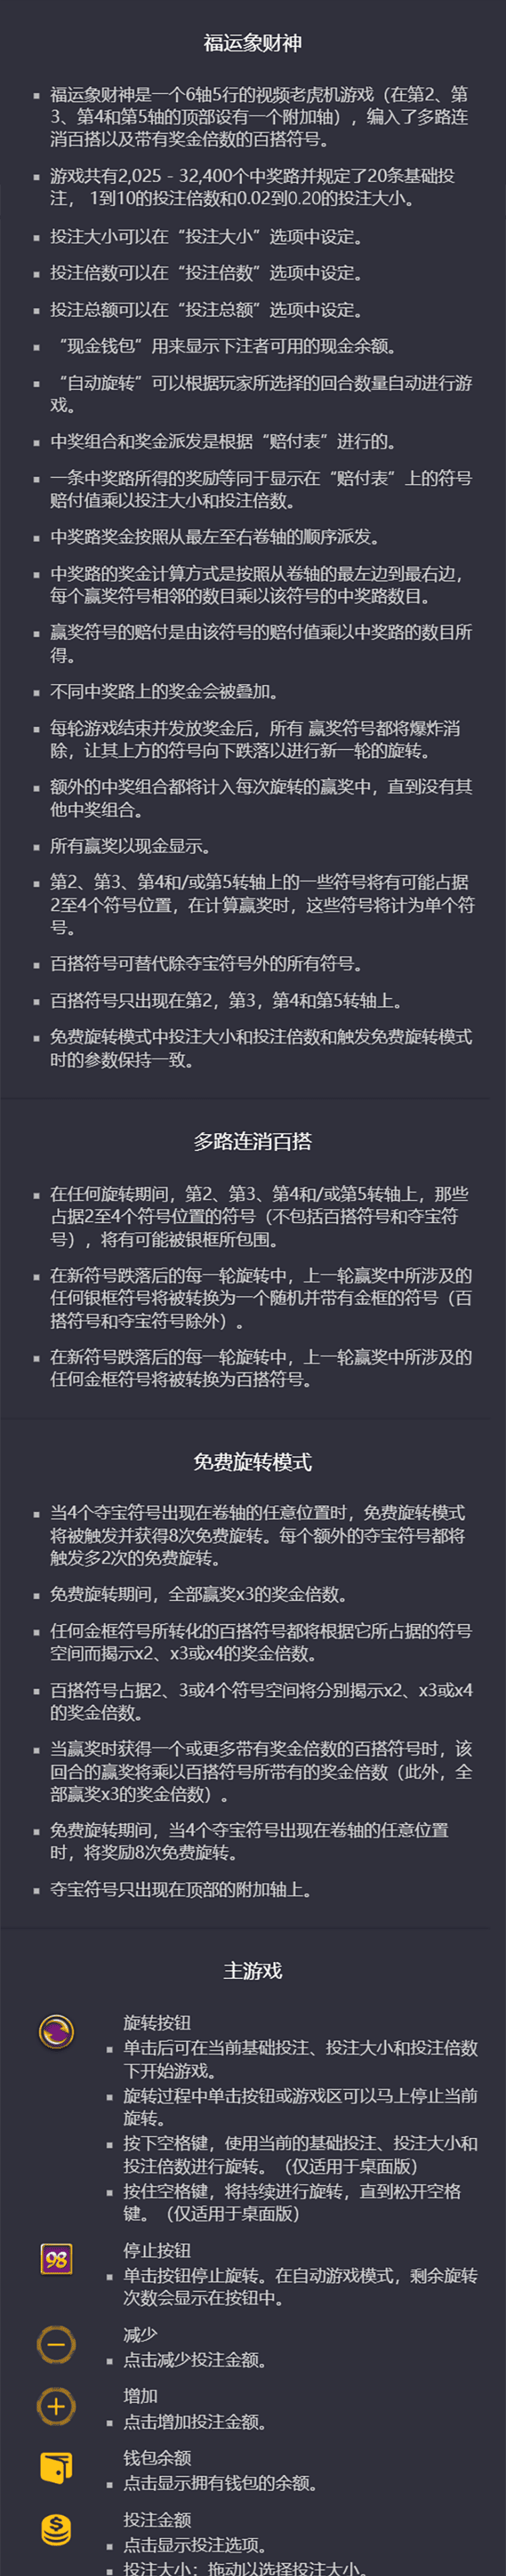 福运象财神
福运象财神是一个6轴5行的视频老虎机游戏（在第2、第
3、第4和第5轴的顶部设有一个附加轴），编入了多路连
消百搭以及带有奖金倍数的百搭符号。
游戏共有2,025 - 32,400个中奖路并规定了20条基础投
注， 1到10的投注倍数和0.02到0.20的投注大小。
投注大小可以在“投注大小”选项中设定。
投注倍数可以在“投注倍数”选项中设定。
投注总额可以在“投注总额”选项中设定。
“现金钱包”用来显示下注者可用的现金余额。
“自动旋转”可以根据玩家所选择的回合数量自动进行游
戏。
中奖组合和奖金派发是根据“赔付表”进行的。
一条中奖路所得的奖励等同于显示在“赔付表”上的符号
赔付值乘以投注大小和投注倍数。
中奖路奖金按照从最左至右卷轴的顺序派发。
中奖路的奖金计算方式是按照从卷轴的最左边到最右边，
每个赢奖符号相邻的数目乘以该符号的中奖路数目。
赢奖符号的赔付是由该符号的赔付值乘以中奖路的数目所
得。
不同中奖路上的奖金会被叠加。
每轮游戏结束并发放奖金后，所有 赢奖符号都将爆炸消
除，让其上方的符号向下跌落以进行新一轮的旋转。
额外的中奖组合都将计入每次旋转的赢奖中，直到没有其
他中奖组合。
所有赢奖以现金显示。
第2、第3、第4和/或第5转轴上的一些符号将有可能占据
2至4个符号位置，在计算赢奖时，这些符号将计为单个符
号。
百搭符号可替代除夺宝符号外的所有符号。
百搭符号只出现在第2，第3，第4和第5转轴上。
免费旋转模式中投注大小和投注倍数和触发免费旋转模式
时的参数保持一致。
多路连消百搭
在任何旋转期间，第2、第3、第4和/或第5转轴上，那些
占据2至4个符号位置的符号（不包括百搭符号和夺宝符
号），将有可能被银框所包围。
在新符号跌落后的每一轮旋转中，上一轮赢奖中所涉及的
任何银框符号将被转换为一个随机并带有金框的符号（百
搭符号和夺宝符号除外）。
在新符号跌落后的每一轮旋转中，上一轮赢奖中所涉及的
任何金框符号将被转换为百搭符号。
免费旋转模式
当4个夺宝符号出现在卷轴的任意位置时，免费旋转模式
将被触发并获得8次免费旋转。每个额外的夺宝符号都将
触发多2次的免费旋转。
免费旋转期间，全部赢奖x3的奖金倍数。
任何金框符号所转化的百搭符号都将根据它所占据的符号
空间而揭示x2、x3或x4的奖金倍数。
百搭符号占据2、3或4个符号空间将分别揭示x2、x3或x4
的奖金倍数。
当赢奖时获得一个或更多带有奖金倍数的百搭符号时，该
回合的赢奖将乘以百搭符号所带有的奖金倍数（此外，全
部赢奖x3的奖金倍数）。
免费旋转期间，当4个夺宝符号出现在卷轴的任意位置
时，将奖励8次免费旋转。
夺宝符号只出现在顶部的附加轴上。
主游戏
旋转按钮
单击后可在当前基础投注、投注大小和投注倍数
下开始游戏。
旋转过程中单击按钮或游戏区可以马上停止当前
旋转。
按下空格键，使用当前的基础投注、投注大小和
投注倍数进行旋转。（仅适用于桌面版）
按住空格键，将持续进行旋转，直到松开空格
键。（仅适用于桌面版）
98
停止按钮
单击按钮停止旋转。在自动游戏模式，剩余旋转
次数会显示在按钮中。
减少
点击减少投注金额。
增加
点击增加投注金额。
钱包余额
点击显示拥有钱包的余额。
投注金额
点击显示投注选项。
投注大小：拖动以选择投注大小。